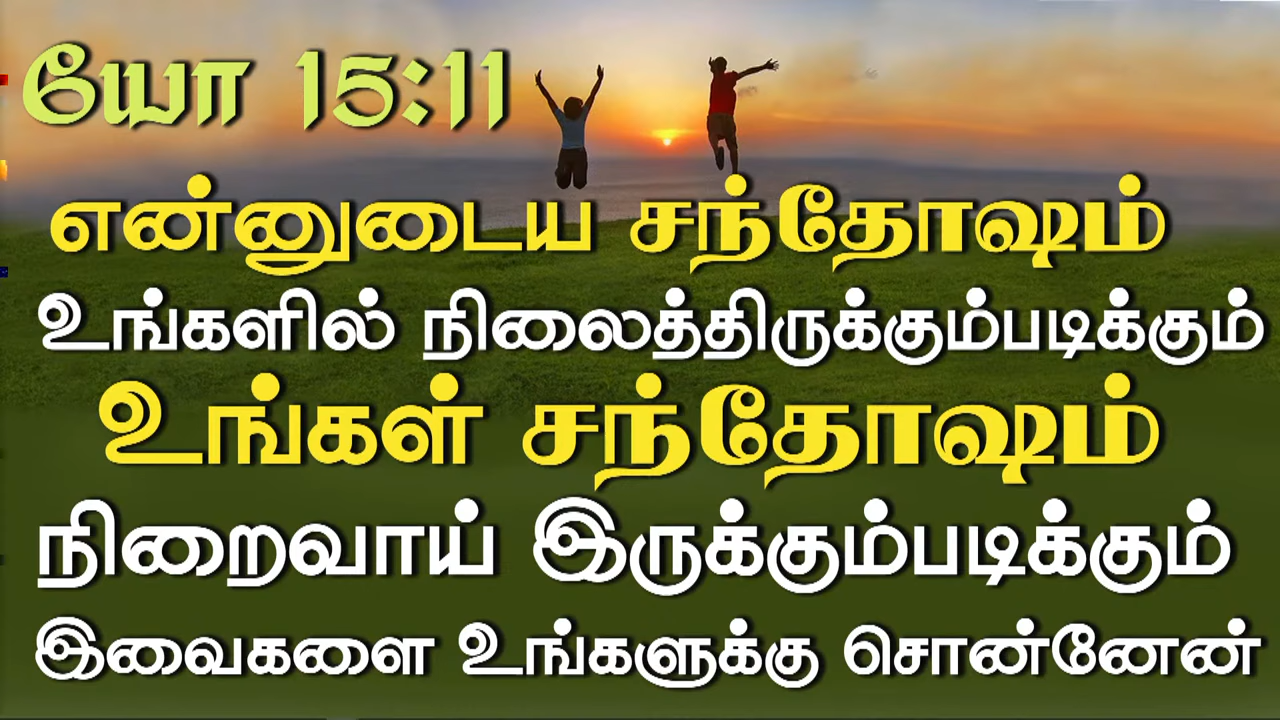 யோ 15:11
என்னுடைய சந்தோஷம்
உங்களில் நிலைத்திருக்கும்படிக்கும்
உங்கள் சந்தோஷம்
நிறைவாய் இருக்கும்படிக்கும்
இவைகளை உங்களுக்கு சொன்னேன்